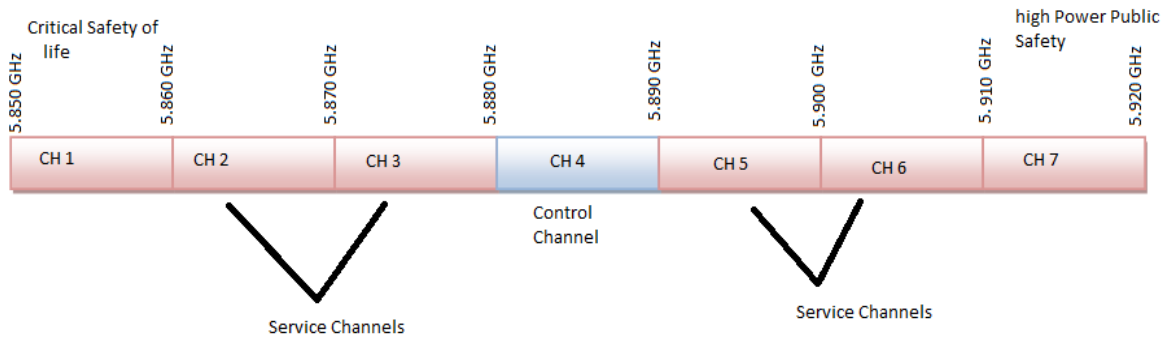 Critical Safety of
life
high Power Public
Safety
5.850 GHz
5.860 GHz
5.870 GHz
5.880 GHz
5.890 GHz
5.900 GHz
5.910 GHz
5.920 GHz
CH 1
CH 2
CH 3
CH 4
CH 5
CH 6
CH 7
Control
Channel
Service Channels
Service Channels